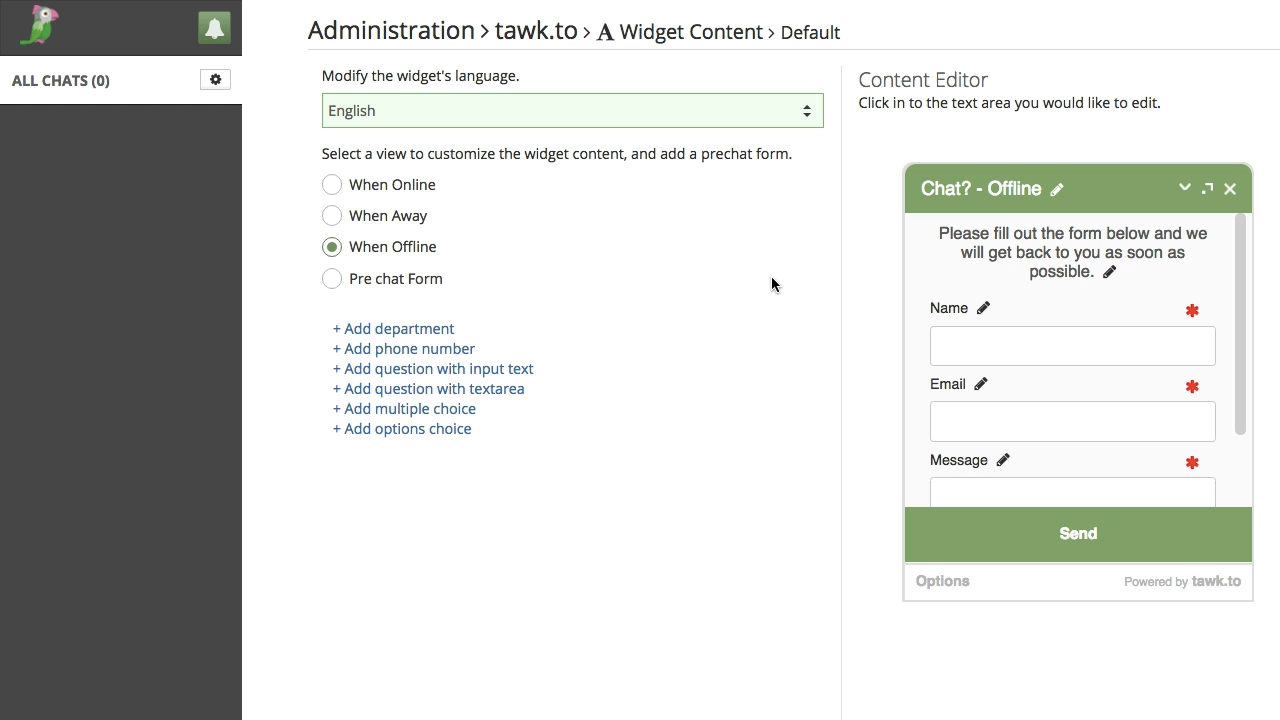 Administration > tawk.to > A Widget Content > Default
ALL CHATS (0)
Modify the widget's language.
English
Select a view to customize the widget content, and add a prechat form.
When Online
When Away
When Offline
Pre chat Form
+ Add department
+ Add phone number
+ Add question with input text
+ Add question with textarea
+ Add multiple choice
+ Add options choice
Content Editor
Click in to the text area you would like to edit.
Chat? - Offline
Please fill out the form below and we
will get back to you as soon as
possible.
Name *
Email *
Message *
Send
Options
Powered by tawk.to